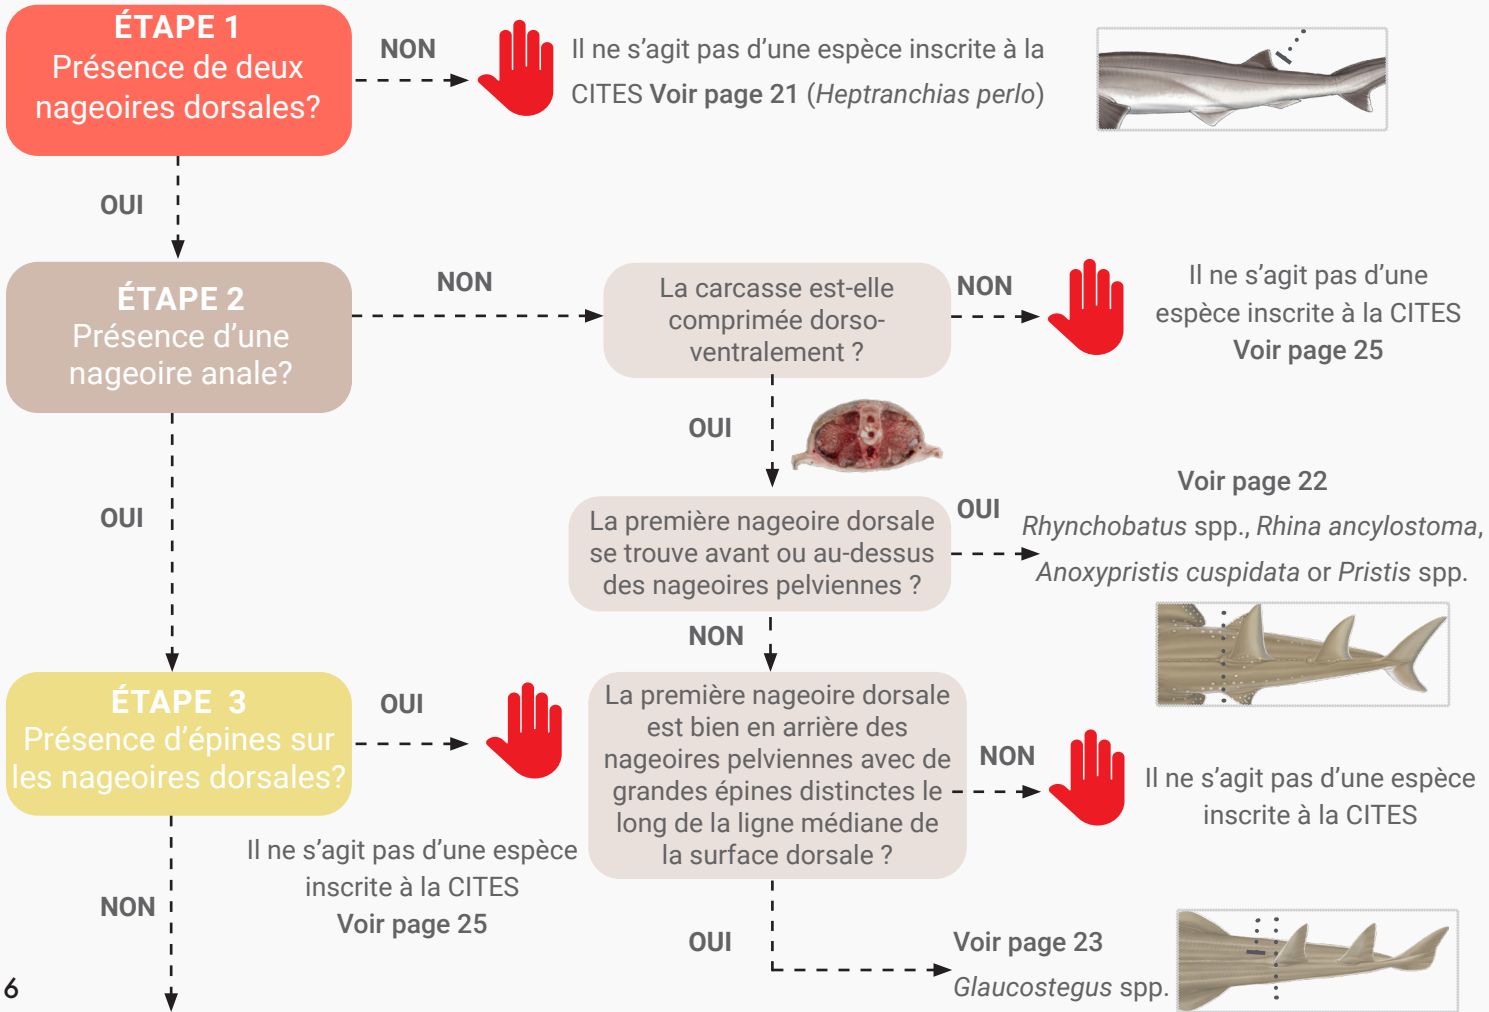 ÉTAPE 1
Présence de deux
nageoires dorsales?
NON
Il ne s'agit pas d'une espèce inscrite à la
CITES Voir page 21 (Heptranchias perlo)
OUI
ÉTAPE 2
Présence d'une
nageoire anale?
NON
La carcasse est-elle
comprimée dorso-
ventralement ?
NON
Il ne s'agit pas d'une
espèce inscrite à la CITES
Voir page 25
OUI
La première nageoire dorsale
se trouve avant ou au-dessus
des nageoires pelviennes ?
OUI
Voir page 22
Rhynchobatus spp., Rhina ancylostoma,
Anoxypristis cuspidata or Pristis spp.
NON
La première nageoire dorsale
est bien en arrière des
nageoires pelviennes avec de
grandes épines distinctes le
long de la ligne médiane de
la surface dorsale ?
NON
Il ne s'agit pas d'une espèce
inscrite à la CITES
OUI
Voir page 23
Glaucostegus spp.
OUI
ÉTAPE 3
Présence d'épines sur
les nageoires dorsales?
OUI
Il ne s'agit pas d'une espèce
inscrite à la CITES
Voir page 25
NON
6